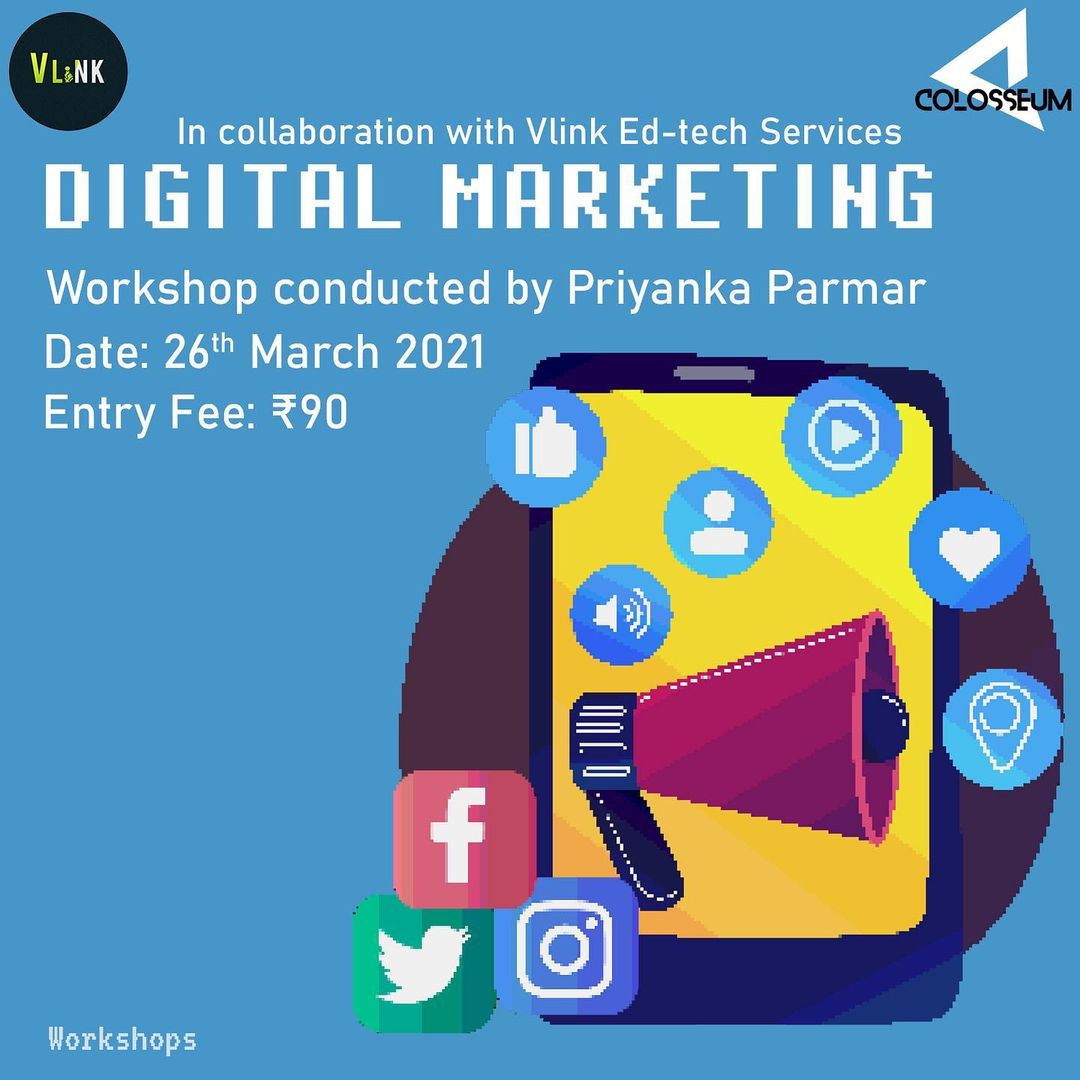 VLiNK
COLOSSEUM
In collaboration with Vlink Ed-tech Services
DIGITAL MARKETING
Workshop conducted by Priyanka Parmar
Date: 26th March 2021
Entry Fee: ₹90
Workshops